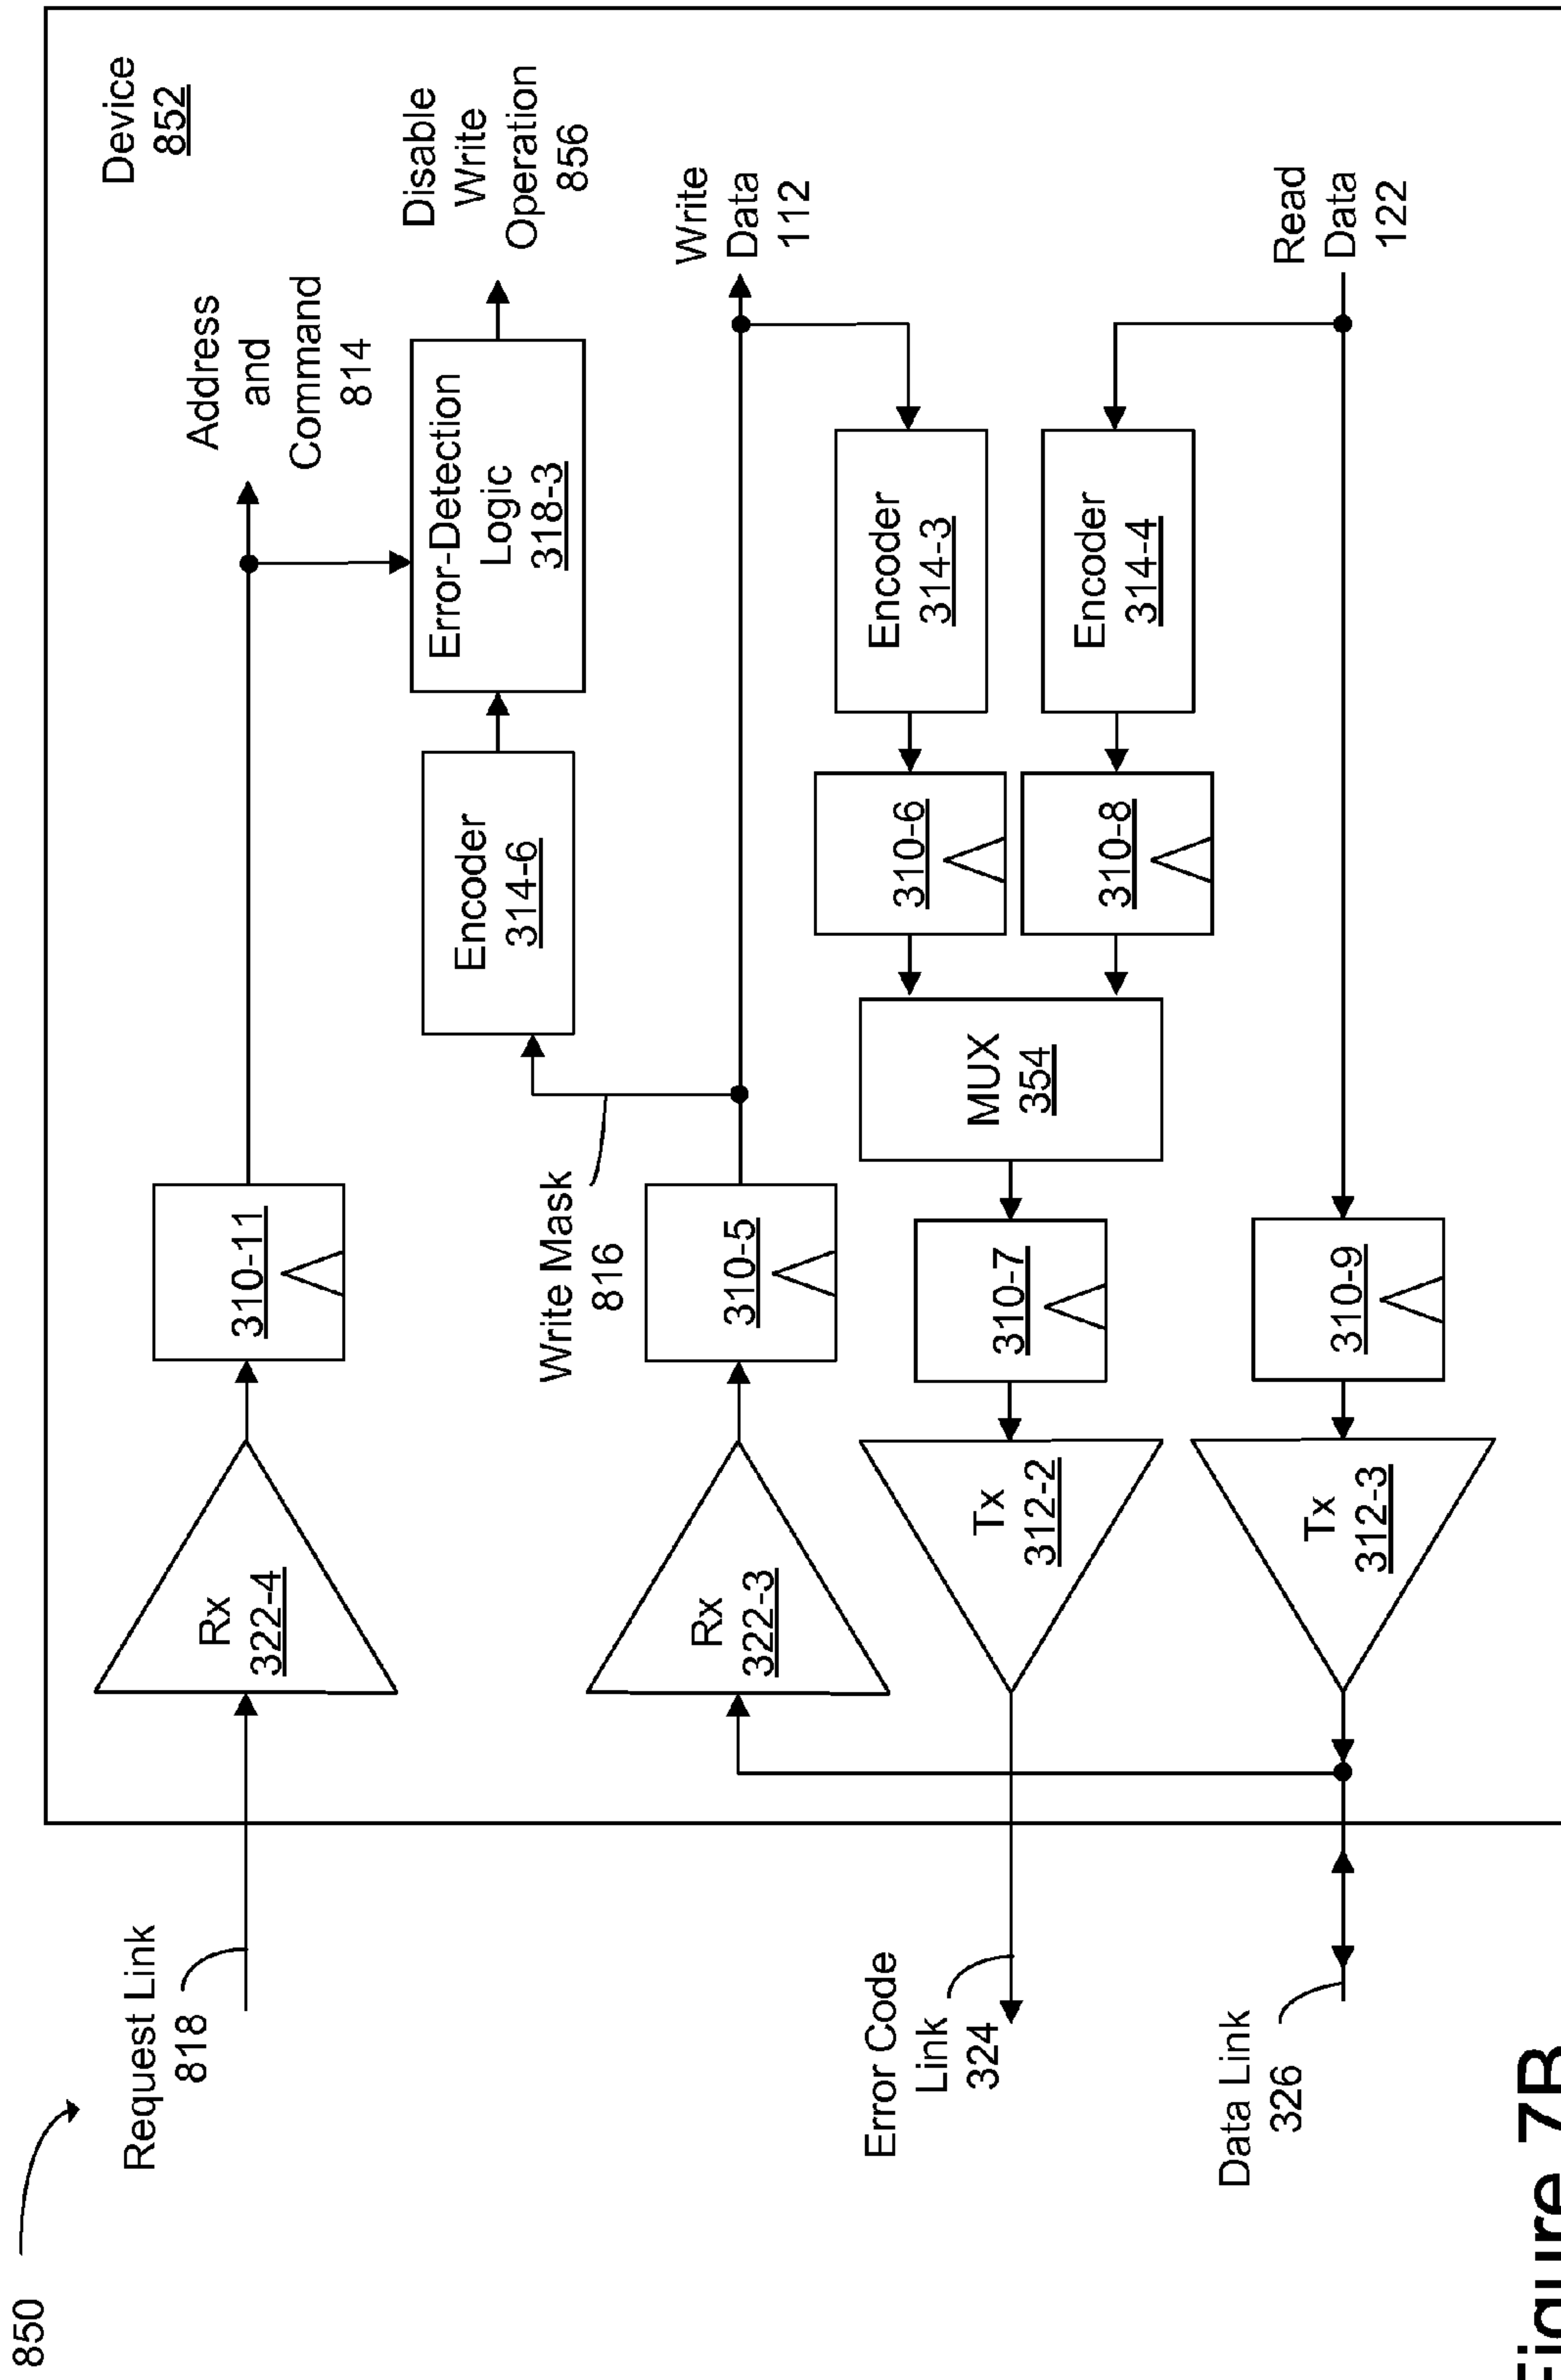 850
Request Link
818
Error Code
Link
324
Data Link
326
Device
852
Rx
322-4
310-11
Address
and
Command
814
Write Mask
816
Encoder
314-6
Error-Detection
Logic
318-3
Disable
Write
Operation
856
Rx
322-3
310-5
Write
Data
112
Tx
312-2
310-7
MUX
354
310-6
Encoder
314-3
310-8
Encoder
314-4
Tx
312-3
310-9
Read
Data
122
Figure 7B